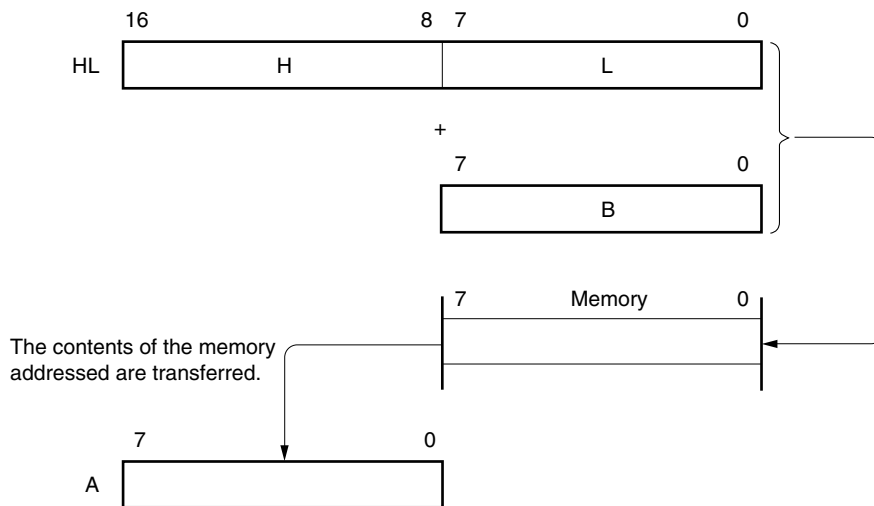 16 8 7 0
HL H L
+
7 0
B
7 Memory 0
The contents of the memory
addressed are transferred.
7 0
A